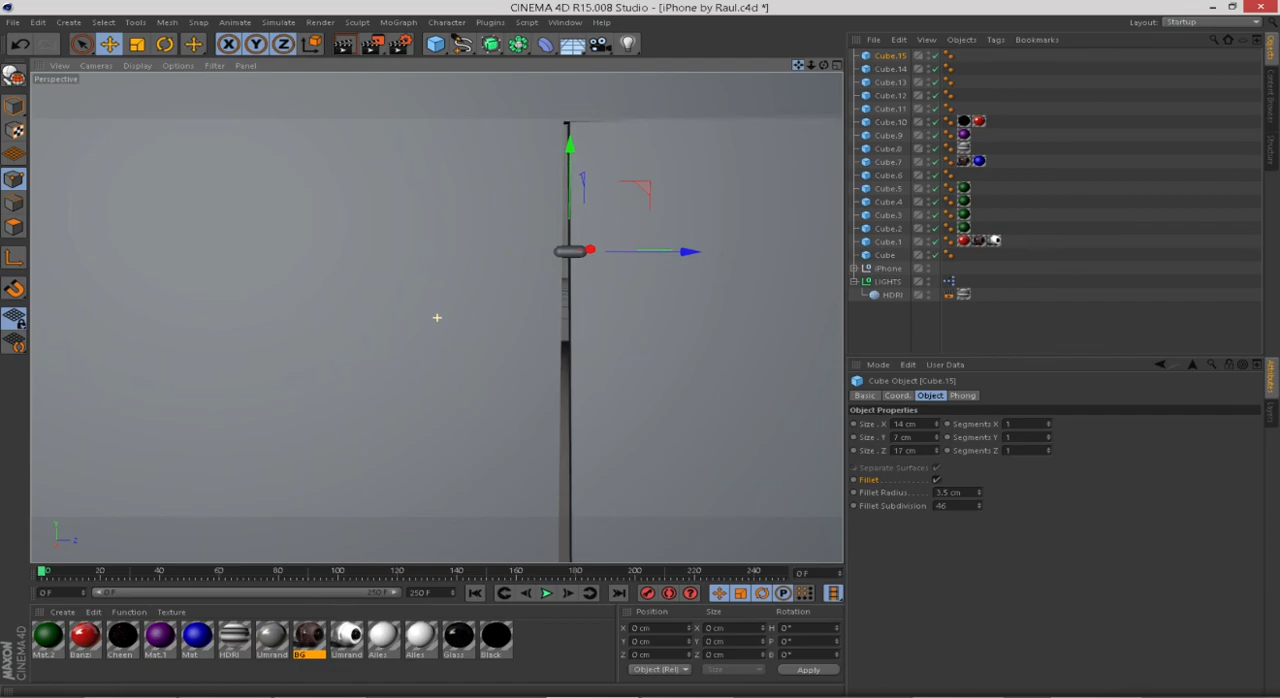 CINEMA 4D R15.008 Studio - [iPhone by Raul.c4d *]
File Edit Create Select Tools Mesh Snap Animate Simulate Render Sculpt MoGraph Character Plugins Script Window Help
Layout: Startup
View Cameras Display Options Filter Panel
Perspective
File Edit View Objects Tags Bookmarks
Cube.15
Cube.14
Cube.13
Cube.12
Cube.11
Cube.10
Cube.9
Cube.8
Cube.7
Cube.6
Cube.5
Cube.4
Cube.3
Cube.2
Cube.1
Cube
iPhone
LIGHTS
HDRI
Objects
Content Browser
Structure
Mode Edit User Data
Cube Object [Cube.15]
Basic Coord. Object Phong
Object Properties
Size . X 14 cm Segments X 1
Size . Y 7 cm Segments Y 1
Size . Z 17 cm Segments Z 1
Separate Surfaces
Fillet
Fillet Radius 3.5 cm
Fillet Subdivision 46
Attributes
Layers
Y
Z
20 40 60 80 100 120 140 160 180 200 220 240 0 F
0 F 0 F 250 F 250 F
Create Edit Function Texture
Mat.2 Danzi Cheen Mat.1 Mat HDRI Umrand BG Umrand Alles Alles Glass Black
Position Size Rotation
X 0 cm X 0 cm H 0°
Y 0 cm Y 0 cm P 0°
Z 0 cm Z 0 cm B 0°
Object (Rel) Size Apply
MAXON
CINEMA4D